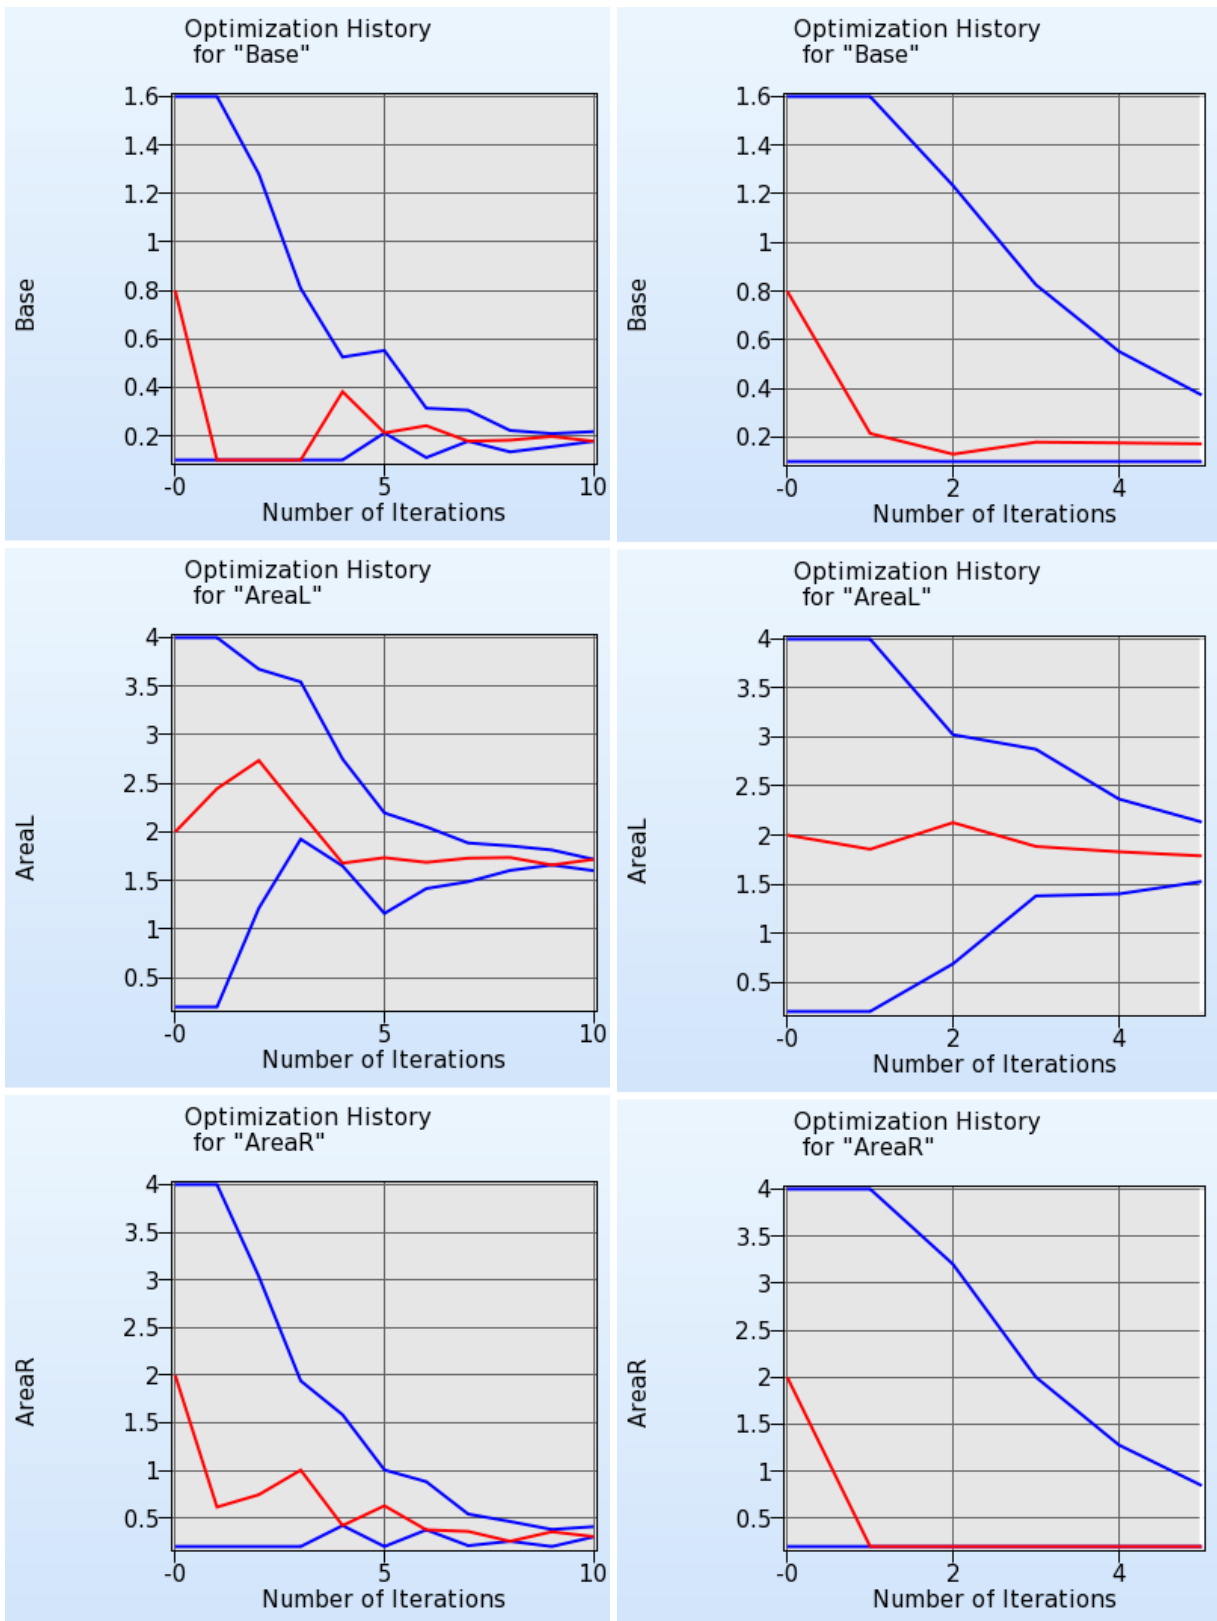 Optimization History
for "Base"
1.6
1.4
1.2
1
0.8
0.6
0.4
0.2
-0 5 10
Number of Iterations
Base
Optimization History
for "Base"
1.6
1.4
1.2
1
0.8
0.6
0.4
0.2
-0 2 4
Number of Iterations
Base
Optimization History
for "AreaL"
4
3.5
3
2.5
2
1.5
1
0.5
-0 5 10
Number of Iterations
AreaL
Optimization History
for "AreaL"
4
3.5
3
2.5
2
1.5
1
0.5
-0 2 4
Number of Iterations
AreaL
Optimization History
for "AreaR"
4
3.5
3
2.5
2
1.5
1
0.5
-0 5 10
Number of Iterations
AreaR
Optimization History
for "AreaR"
4
3.5
3
2.5
2
1.5
1
0.5
-0 2 4
Number of Iterations
AreaR